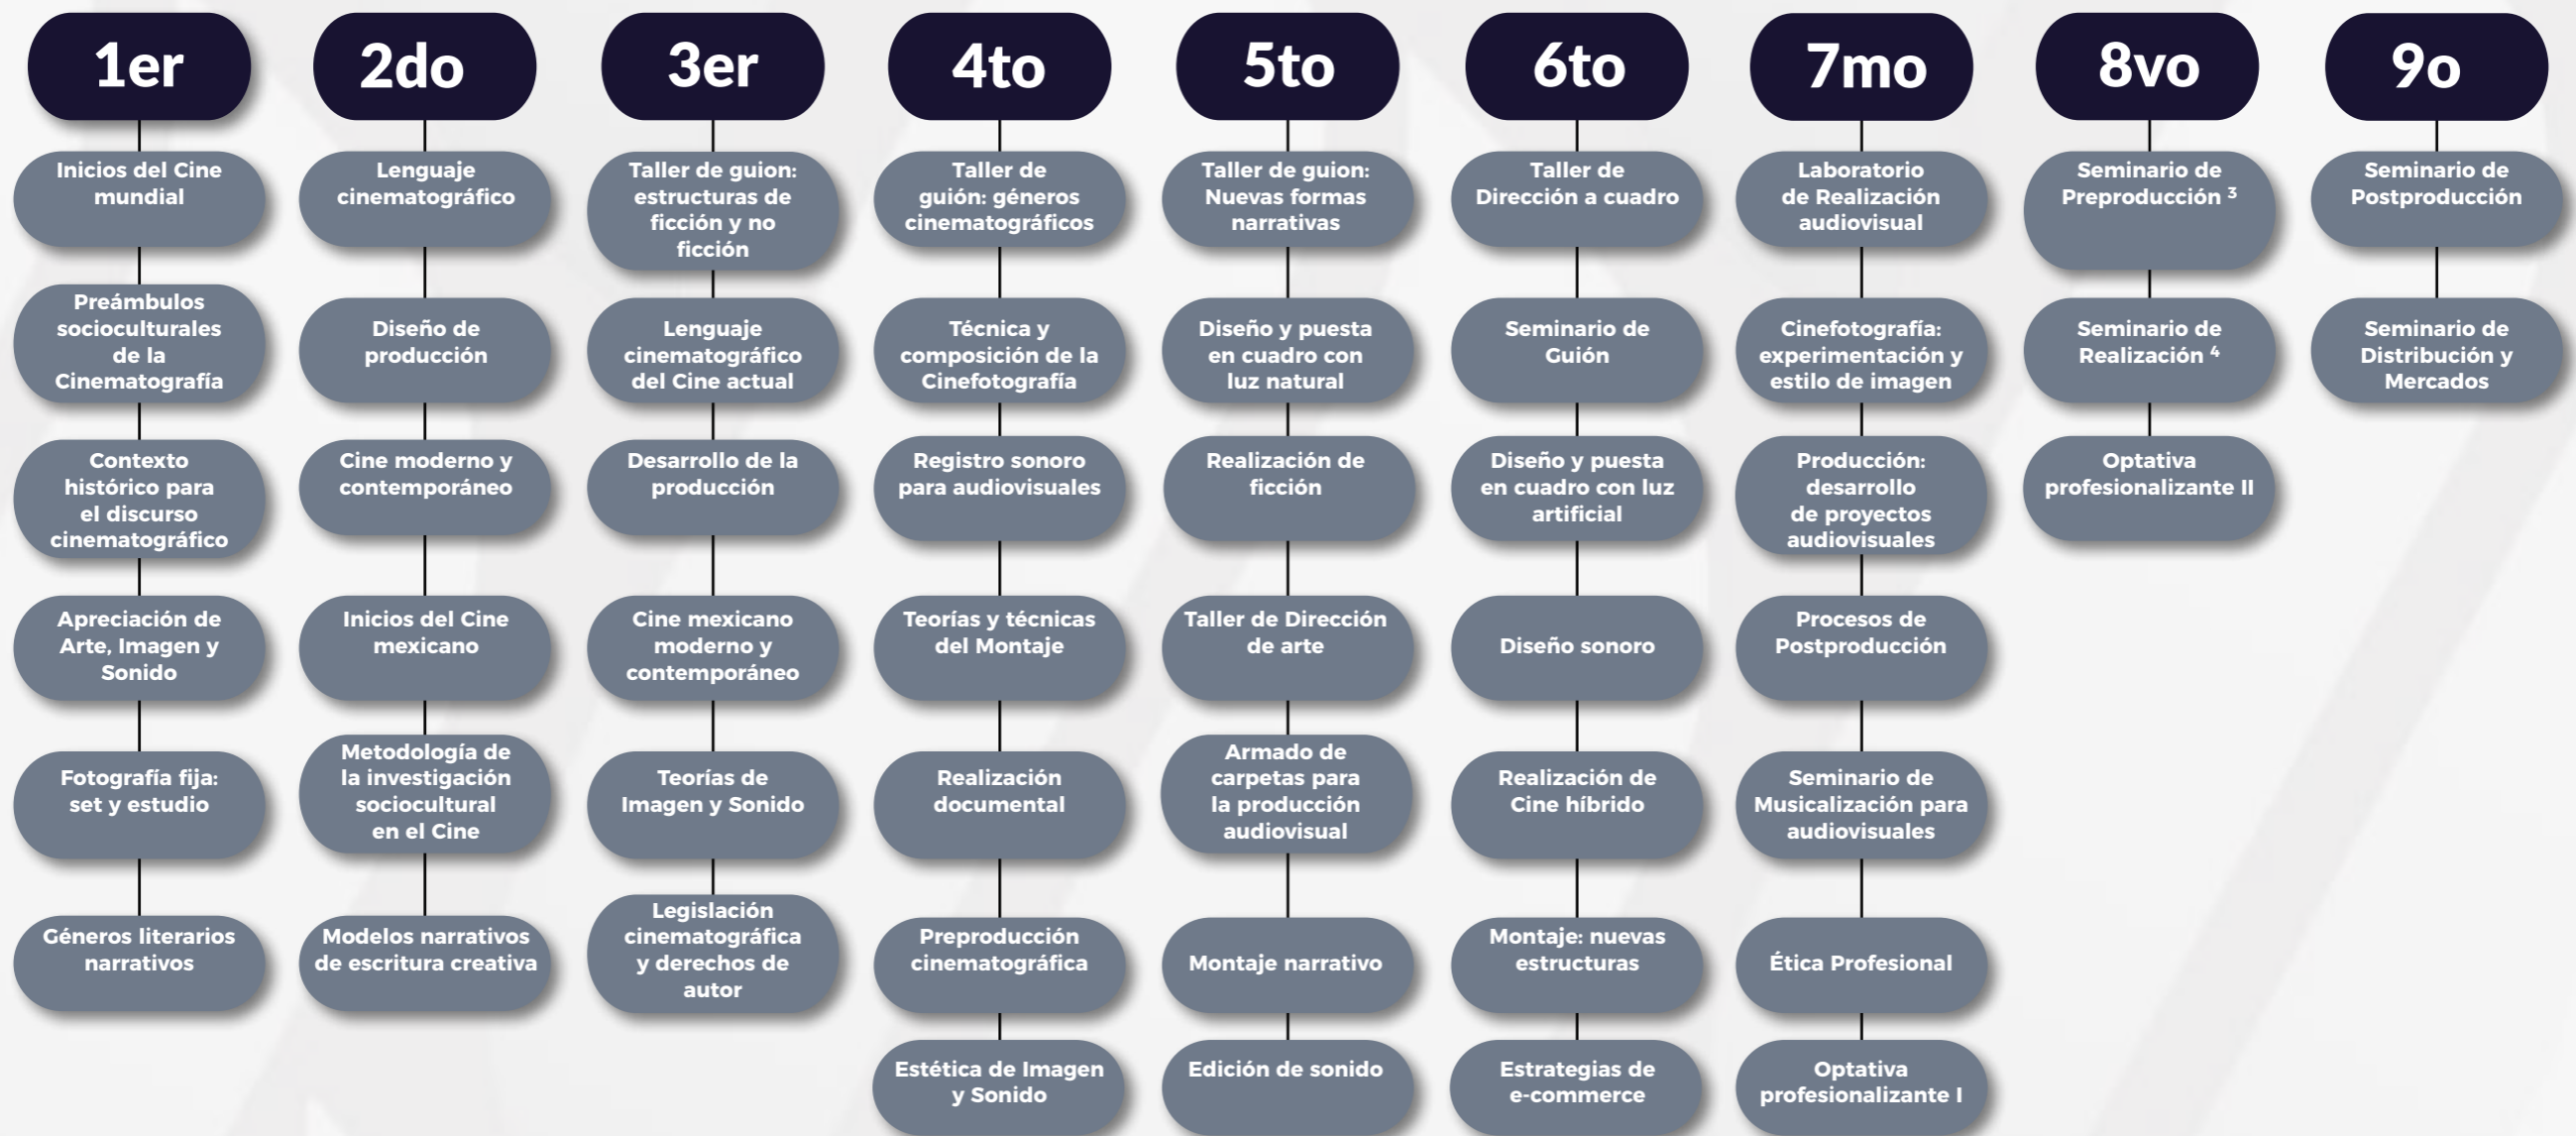 1er
Inicios del Cine
mundial
Preámbulos
socioculturales
de la
Cinematografía
Contexto
histórico para
el discurso
cinematográfico
Apreciación de
Arte, Imagen y
Sonido
Fotografía fija:
set y estudio
Géneros literarios
narrativos
2do
Lenguaje
cinematográfico
Diseño de
producción
Cine moderno y
contemporáneo
Inicios del Cine
mexicano
Metodología de
la investigación
sociocultural
en el Cine
Modelos narrativos
de escritura creativa
3er
Taller de guion:
estructuras de
ficción y no
ficción
Lenguaje
cinematográfico
del Cine actual
Desarrollo de la
producción
Cine mexicano
moderno y
contemporáneo
Teorías de
Imagen y Sonido
Legislación
cinematográfica
y derechos de
autor
4to
Taller de
guión: géneros
cinematográficos
Técnica y
composición de la
Cinefotografía
Registro sonoro
para audiovisuales
Teorías y técnicas
del Montaje
Realización
documental
Preproducción
cinematográfica
Estética de Imagen
y Sonido
5to
Taller de guion:
Nuevas formas
narrativas
Diseño y puesta
en cuadro con
luz natural
Realización de
ficción
Taller de Dirección
de arte
Armado de
carpetas para
la producción
audiovisual
Montaje narrativo
Edición de sonido
6to
Taller de
Dirección a cuadro
Seminario de
Guión
Diseño y puesta
en cuadro con luz
artificial
Diseño sonoro
Realización de
Cine híbrido
Montaje: nuevas
estructuras
Estrategias de
e-commerce
7mo
Laboratorio
de Realización
audiovisual
Cinefotografía:
experimentación y
estilo de imagen
Producción:
desarrollo
de proyectos
audiovisuales
Procesos de
Postproducción
Seminario de
Musicalización para
audiovisuales
Ética Profesional
Optativa
profesionalizante I
8vo
Seminario de
Preproducción ³
Seminario de
Realización ⁴
Optativa
profesionalizante II
9o
Seminario de
Postproducción
Seminario de
Distribución y
Mercados